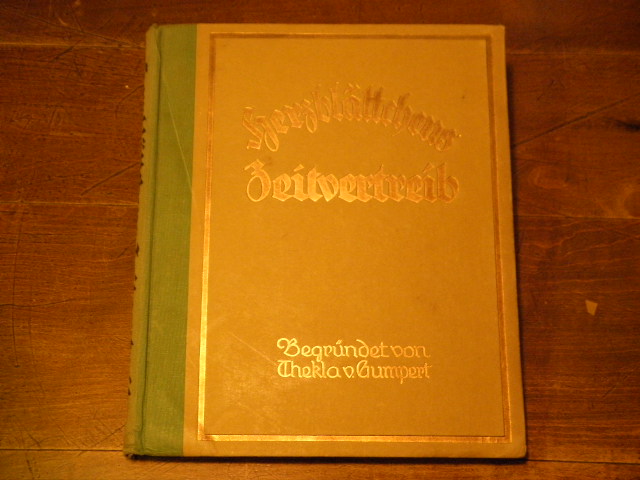 Herzblättchens
Zeitvertreib
Begründet von
Thekla v. Gumpert